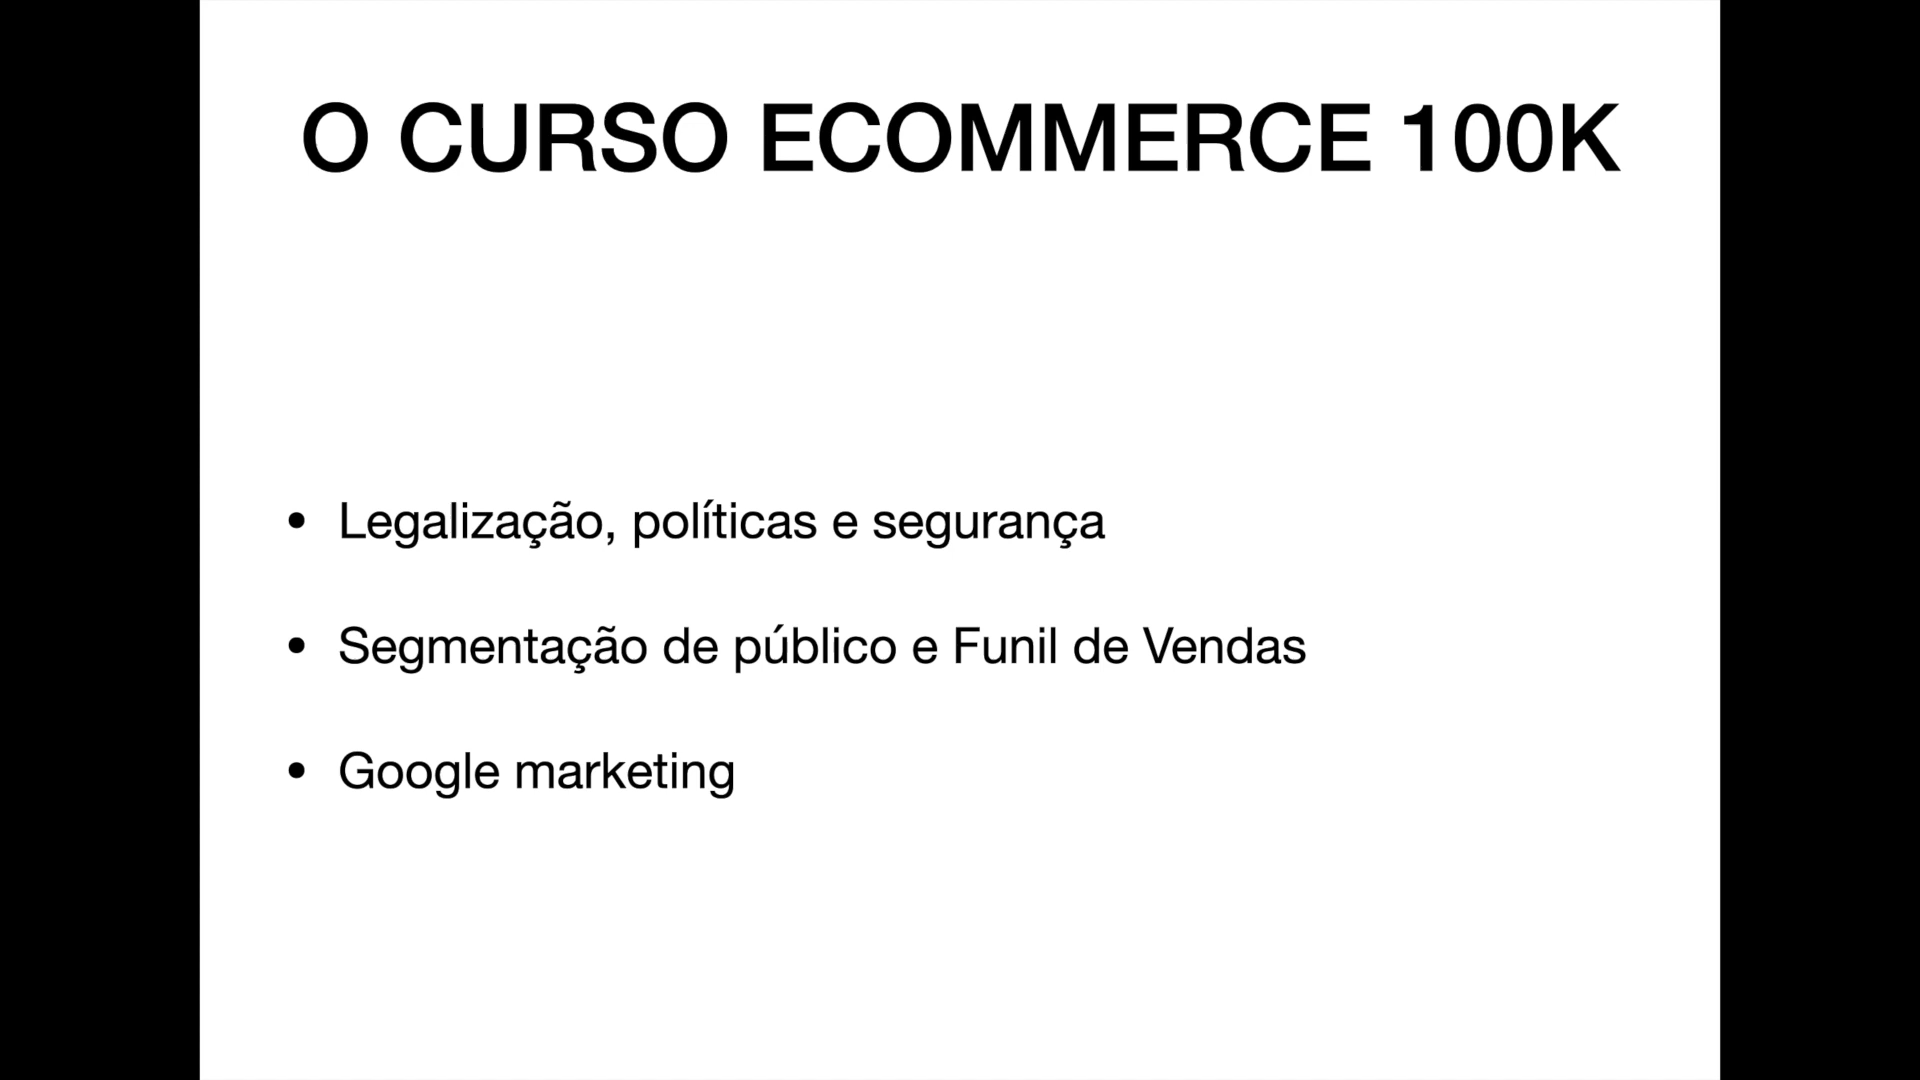 O CURSO ECOMMERCE 100K
• Legalização, políticas e segurança
• Segmentação de público e Funil de Vendas
• Google marketing